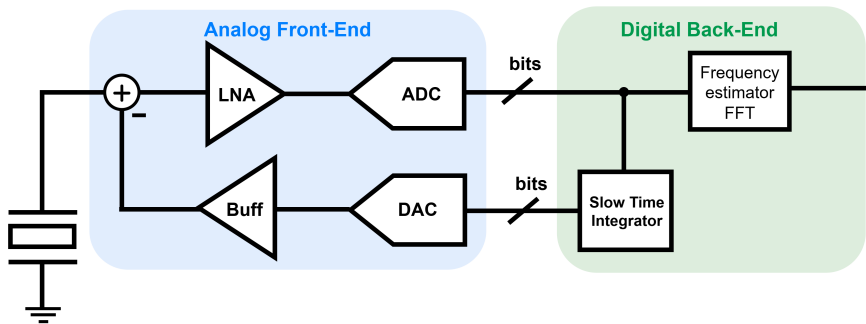 Analog Front-End
Digital Back-End
bits
LNA
ADC
Frequency
estimator
FFT
+
−
bits
Buff
DAC
Slow Time
Integrator